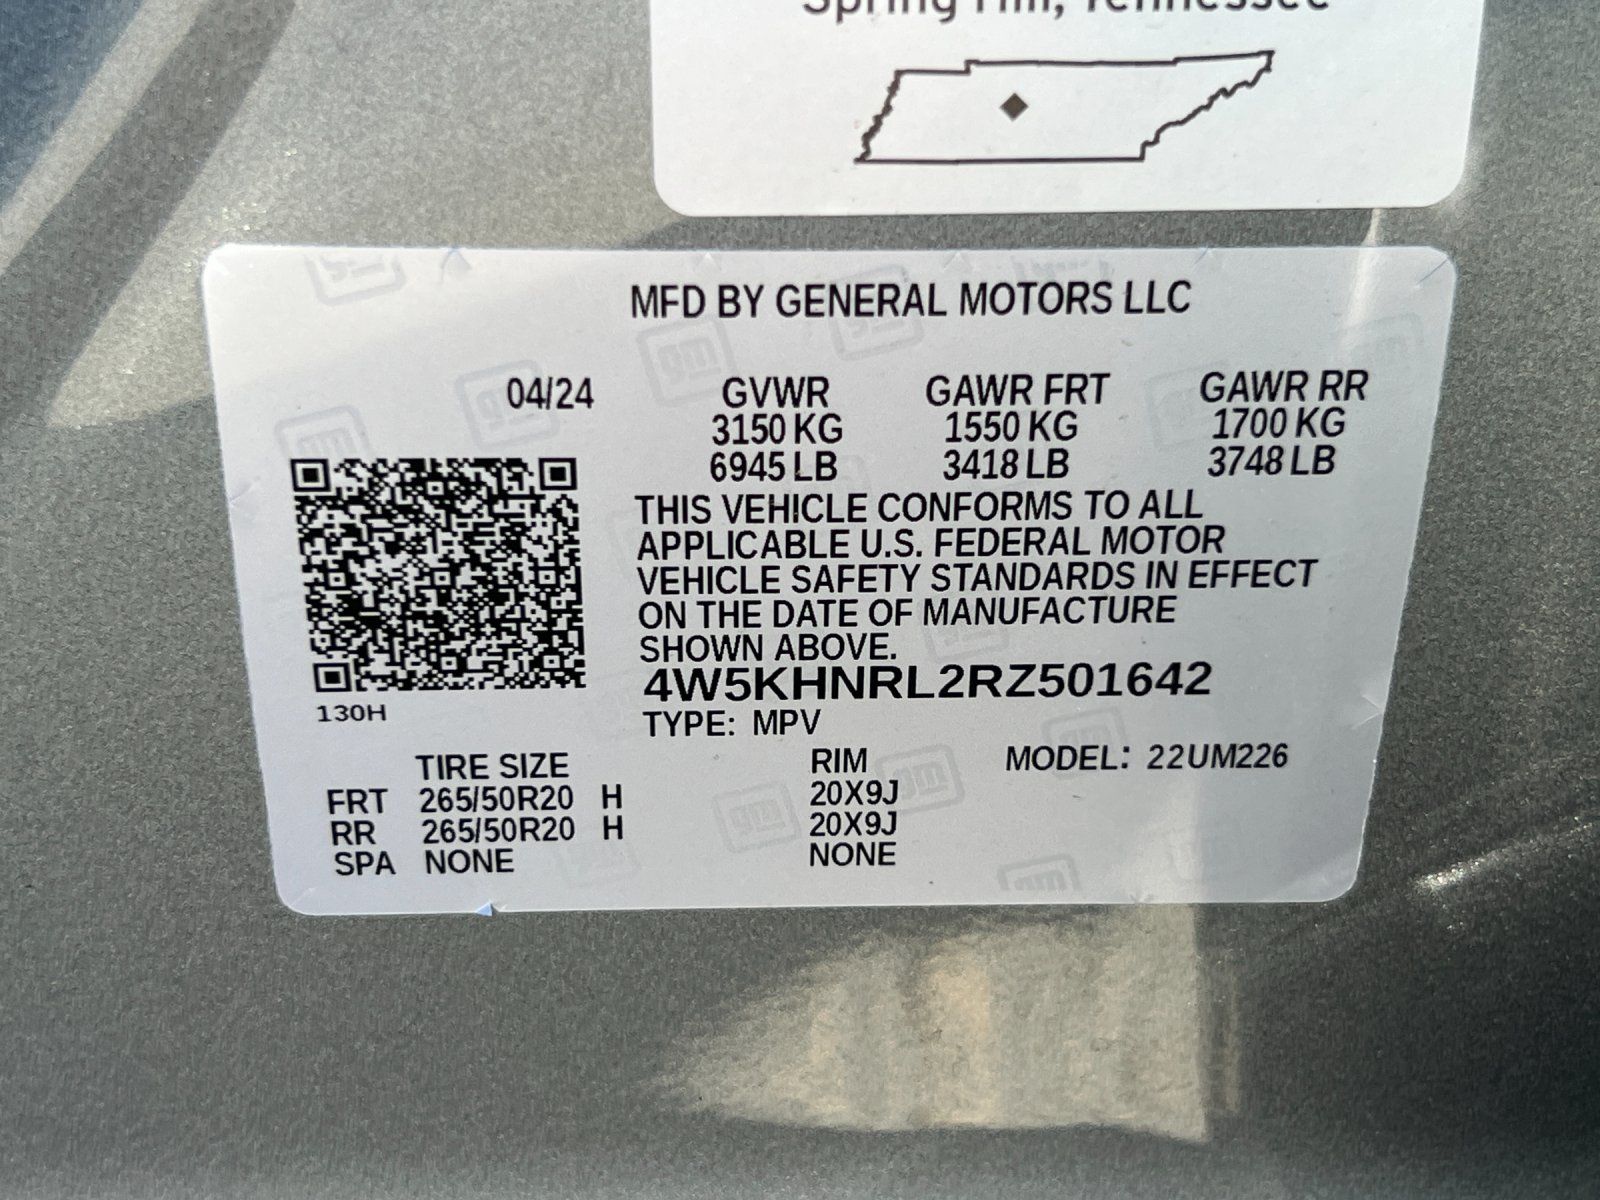 Spring Hill, Tennessee
MFD BY GENERAL MOTORS LLC
04/24 GVWR GAWR FRT GAWR RR
3150 KG 1550 KG 1700 KG
6945 LB 3418 LB 3748 LB
THIS VEHICLE CONFORMS TO ALL
APPLICABLE U.S. FEDERAL MOTOR
VEHICLE SAFETY STANDARDS IN EFFECT
ON THE DATE OF MANUFACTURE
SHOWN ABOVE.
4W5KHNRL2RZ501642
130H
TYPE: MPV
TIRE SIZE RIM MODEL: 22UM226
FRT 265/50R20 H 20X9J
RR 265/50R20 H 20X9J
SPA NONE NONE